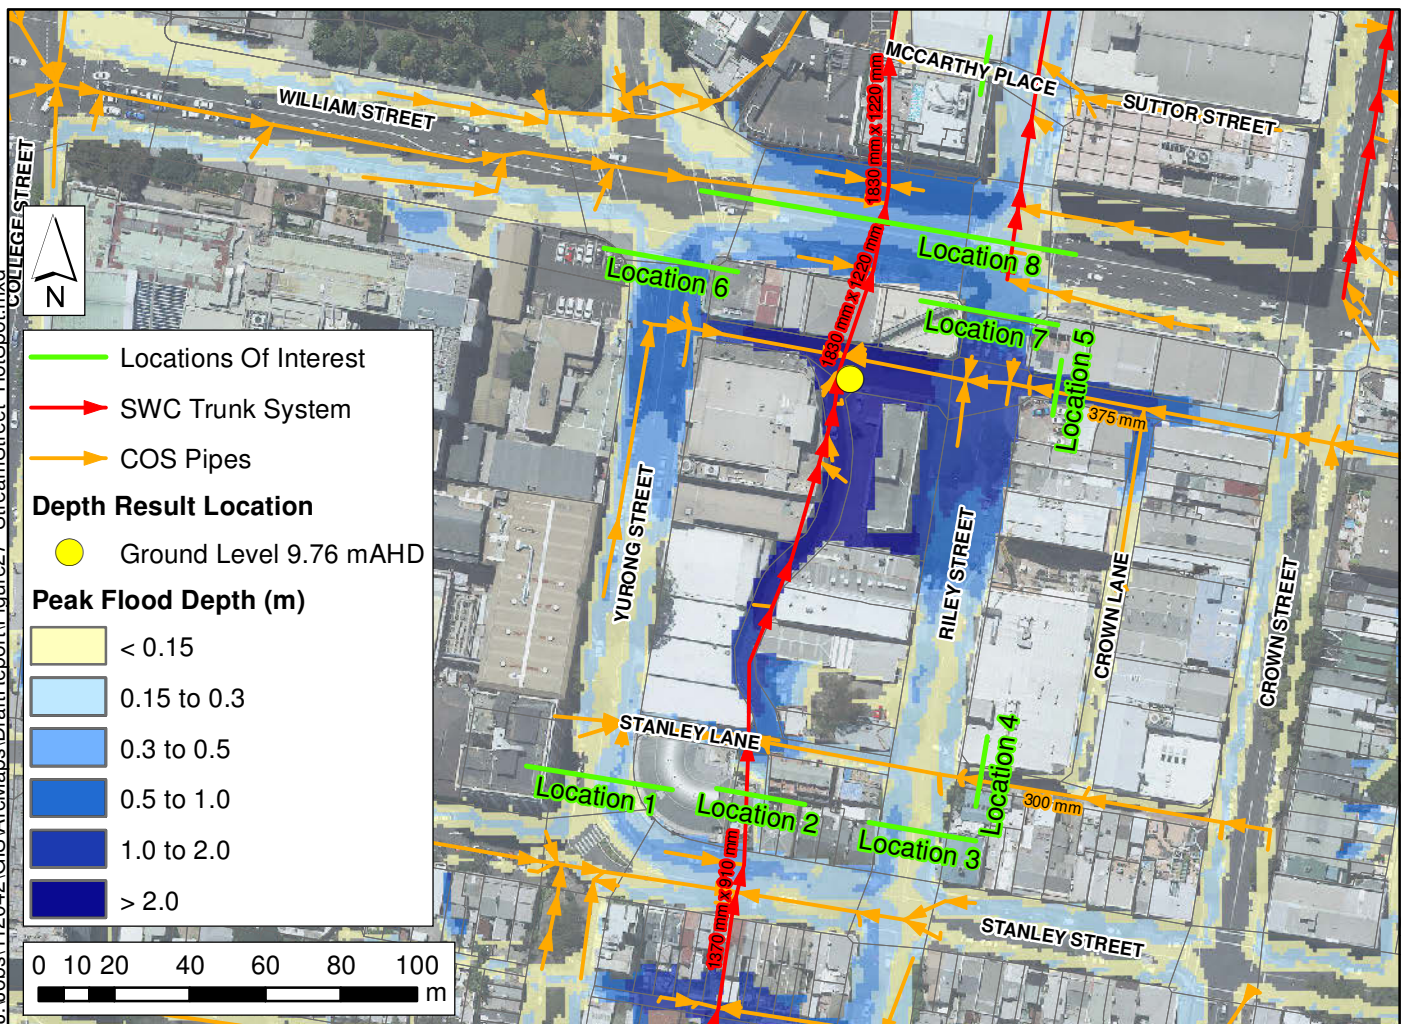 MCCARTHY PLACE
SUTTOR STREET
WILLIAM STREET
COLLEGE STREET
1830 mm x 1220 mm
1830 mm x 1220 mm
Location 8
Location 6
Location 7
Location 5
375 mm
N
Locations Of Interest
SWC Trunk System
COS Pipes
Depth Result Location
Ground Level 9.76 mAHD
Peak Flood Depth (m)
< 0.15
0.15 to 0.3
0.3 to 0.5
0.5 to 1.0
1.0 to 2.0
> 2.0
YURONG STREET
RILEY STREET
CROWN LANE
CROWN STREET
STANLEY LANE
Location 1
Location 2
Location 3
Location 4
300 mm
1370 mm x 910 mm
STANLEY STREET
0 10 20 40 60 80 100
m